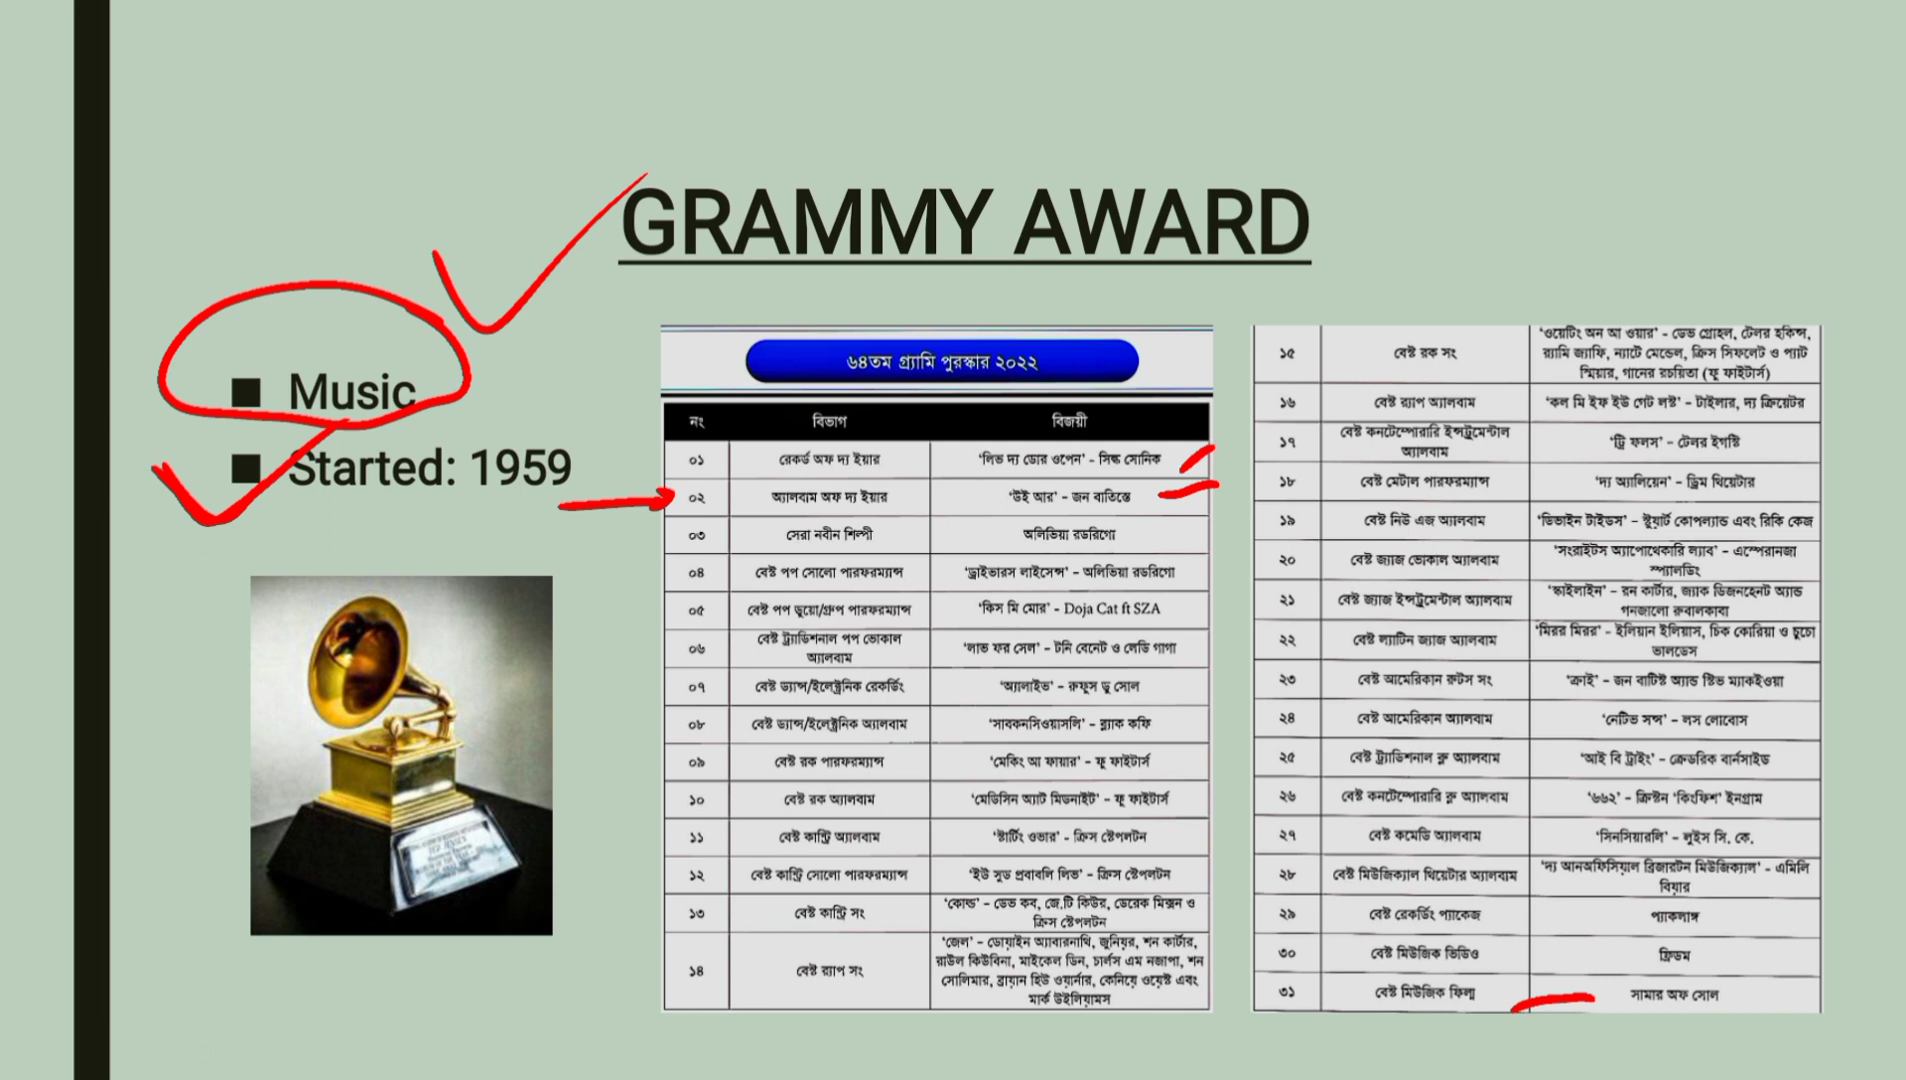 GRAMMY AWARD
■ Music
■ Started: 1959
৬৪তম গ্র্যামি পুরস্কার ২০২২
নং বিভাগ বিজয়ী
০১ রেকর্ড অফ দ্য ইয়ার ‘লিভ দ্য ডোর ওপেন’ - সিল্ক সোনিক
০২ অ্যালবাম অফ দ্য ইয়ার ‘উই আর’ - জন বাতিস্তে
০৩ সেরা নবীন শিল্পী অলিভিয়া রডরিগো
০৪ বেস্ট পপ সোলো পারফরম্যান্স ‘ড্রাইভারস লাইসেন্স’ - অলিভিয়া রডরিগো
০৫ বেস্ট পপ ডুয়ো/গ্রুপ পারফরম্যান্স ‘কিস মি মোর’ - Doja Cat ft SZA
০৬ বেস্ট ট্র্যাডিশনাল পপ ভোকাল
অ্যালবাম ‘লাভ ফর সেল’ - টনি বেনেট ও লেডি গাগা
০৭ বেস্ট ড্যান্স/ইলেক্ট্রনিক রেকর্ডিং ‘অ্যালাইভ’ - রুফুস ডু সোল
০৮ বেস্ট ড্যান্স/ইলেক্ট্রনিক অ্যালবাম ‘সাবকনসিওয়াসলি’ - ব্ল্যাক কফি
০৯ বেস্ট রক পারফরম্যান্স ‘মেকিং আ ফায়ার’ - ফু ফাইটার্স
১০ বেস্ট রক অ্যালবাম ‘মেডিসিন অ্যাট মিডনাইট’ - ফু ফাইটার্স
১১ বেস্ট কান্ট্রি অ্যালবাম ‘স্টার্টিং ওভার’ - ক্রিস স্টেপলটন
১২ বেস্ট কান্ট্রি সোলো পারফরম্যান্স ‘ইউ সুড প্রবাবলি লিভ’ - ক্রিস স্টেপলটন
১৩ বেস্ট কান্ট্রি সং ‘কোল্ড’ - ডেভ কব, জে.টি কিউর, ডেরেক মিক্সন ও
ক্রিস স্টেপলটন
১৪ বেস্ট র‍্যাপ সং ‘জেল’ - ডোয়াইন অ্যাবারনাথি, জুনিয়র, শন কার্টার,
রাউল কিউবিনা, মাইকেল ডিন, চার্লস এম নজাপা, শন
সোলিমার, ব্রায়ান হিউ ওয়ার্নার, কেনিয়ে ওয়েস্ট এবং
মার্ক উইলিয়ামস
১৫ বেস্ট রক সং ‘ওয়েটিং অন আ ওয়ার’ - ডেভ গ্রোহল, টেলর হকিন্স,
র‍্যামি জ্যাফি, ন্যাটে মেন্ডেল, ক্রিস সিফলেট ও প্যাট
স্মিয়ার, গানের রচয়িতা (ফু ফাইটার্স)
১৬ বেস্ট র‍্যাপ অ্যালবাম ‘কল মি ইফ ইউ গেট লস্ট’ - টাইলার, দ্য ক্রিয়েটর
১৭ বেস্ট কনটেম্পোরারি ইন্সট্রুমেন্টাল
অ্যালবাম ‘ট্রি ফলস’ - টেলর ইগস্টি
১৮ বেস্ট মেটাল পারফরম্যান্স ‘দ্য অ্যালিয়েন’ - ড্রিম থিয়েটার
১৯ বেস্ট নিউ এজ অ্যালবাম ‘ডিভাইন টাইডস’ - স্টুয়ার্ট কোপল্যান্ড এবং রিকি কেজ
২০ বেস্ট জ্যাজ ভোকাল অ্যালবাম ‘সংরাইটস অ্যাপোথেকারি ল্যাব’ - এস্পেরানজা
স্প্যালডিং
২১ বেস্ট জ্যাজ ইন্সট্রুমেন্টাল অ্যালবাম ‘স্কাইলাইন’ - রন কার্টার, জ্যাক ডিজনহেনট অ্যান্ড
গনজালো রুবালকাবা
২২ বেস্ট ল্যাটিন জ্যাজ অ্যালবাম ‘মিরর মিরর’ - ইলিয়ান ইলিয়াস, চিক কোরিয়া ও চুচো
ভালডেস
২৩ বেস্ট আমেরিকান রুটস সং ‘ক্রাই’ - জন বাটিস্ট অ্যান্ড স্টিভ ম্যাকইওয়া
২৪ বেস্ট আমেরিকান অ্যালবাম ‘নেটিভ সন্স’ - লস লোবোস
২৫ বেস্ট ট্র্যাডিশনাল ব্লু অ্যালবাম ‘আই বি ট্রাইং’ - ক্রেডরিক বার্নসাইড
২৬ বেস্ট কনটেম্পোরারি ব্লু অ্যালবাম ‘৬৬২’ - ক্রিস্টন ‘কিংফিশ’ ইনগ্রাম
২৭ বেস্ট কমেডি অ্যালবাম ‘সিনসিয়ারলি’ - লুইস সি. কে.
২৮ বেস্ট মিউজিক্যাল থিয়েটার অ্যালবাম ‘দ্য আনঅফিসিয়াল ব্রিজারটন মিউজিক্যাল’ - এমিলি
বিয়ার
২৯ বেস্ট রেকর্ডিং প্যাকেজ প্যাকলাঙ্গ
৩০ বেস্ট মিউজিক ভিডিও ফ্রিডম
৩১ বেস্ট মিউজিক ফিল্ম সামার অফ সোল